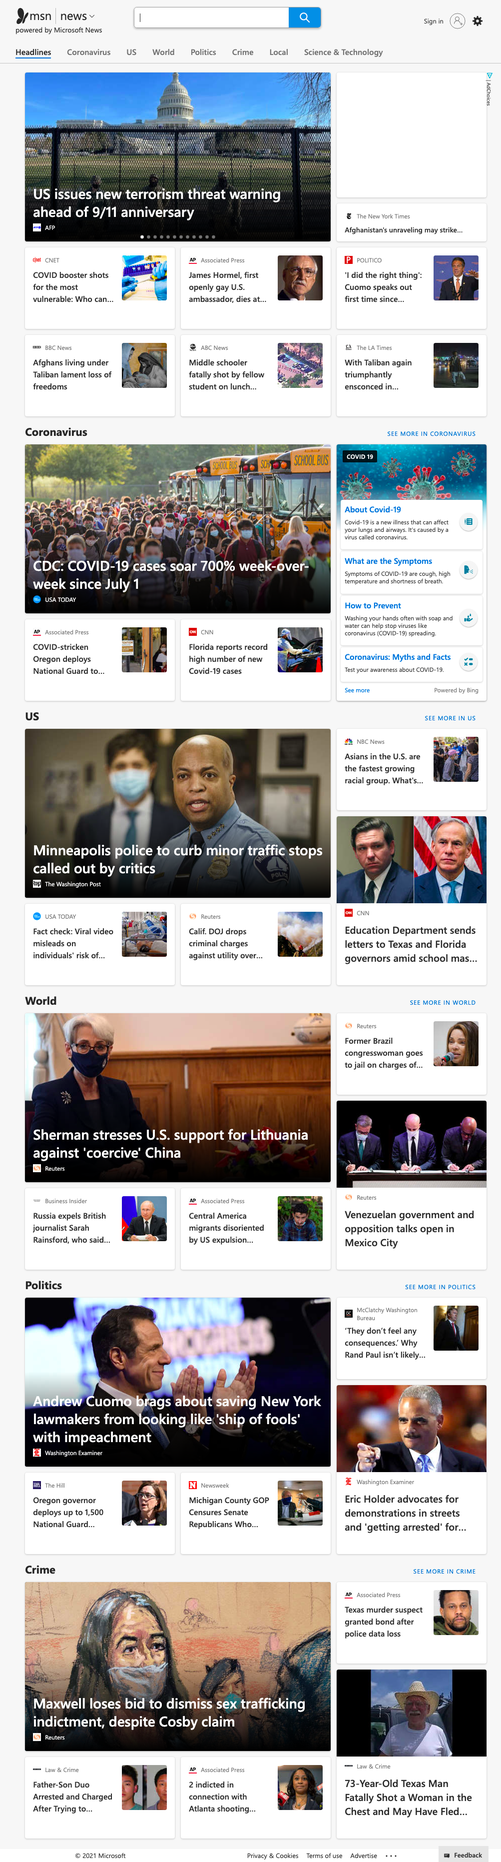 msn | news
powered by Microsoft News
Sign in
Headlines
Coronavirus
US
World
Politics
Crime
Local
Science & Technology
AdChoices
US issues new terrorism threat warning
ahead of 9/11 anniversary
AFP
The New York Times
Afghanistan's unraveling may strike...
CNET
COVID booster shots
for the most
vulnerable: Who can...
Associated Press
James Hormel, first
openly gay U.S.
ambassador, dies at...
POLITICO
'I did the right thing':
Cuomo speaks out
first time since...
BBC News
Afghans living under
Taliban lament loss of
freedoms
ABC News
Middle schooler
fatally shot by fellow
student on lunch...
The LA Times
With Taliban again
triumphantly
ensconced in...
Coronavirus
SEE MORE IN CORONAVIRUS
SCHOOL BUS
SCHOOL BUS
CDC: COVID-19 cases soar 700% week-over-
week since July 1
USA TODAY
COVID 19
About Covid-19
Covid-19 is a new illness that can affect
your lungs and airways. It's caused by a
virus called coronavirus.
What are the Symptoms
Symptoms of COVID-19 are cough, high
temperature and shortness of breath.
How to Prevent
Washing your hands often with soap and
water can help stop viruses like
coronavirus (COVID-19) spreading.
Coronavirus: Myths and Facts
Test your awareness about COVID-19.
See more
Powered by Bing
Associated Press
COVID-stricken
Oregon deploys
National Guard to...
CNN
Florida reports record
high number of new
Covid-19 cases
US
SEE MORE IN US
Minneapolis police to curb minor traffic stops
called out by critics
The Washington Post
NBC News
Asians in the U.S. are
the fastest growing
racial group. What's...
CNN
Education Department sends
letters to Texas and Florida
governors amid school mas...
USA TODAY
Fact check: Viral video
misleads on
individuals' risk of...
Reuters
Calif. DOJ drops
criminal charges
against utility over...
World
SEE MORE IN WORLD
Sherman stresses U.S. support for Lithuania
against 'coercive' China
Reuters
Reuters
Former Brazil
congresswoman goes
to jail on charges of...
Reuters
Venezuelan government and
opposition talks open in
Mexico City
Business Insider
Russia expels British
journalist Sarah
Rainsford, who said...
Associated Press
Central America
migrants disoriented
by US expulsion...
Politics
SEE MORE IN POLITICS
Andrew Cuomo brags about saving New York
lawmakers from looking like 'ship of fools'
with impeachment
Washington Examiner
McClatchy Washington
Bureau
'They don't feel any
consequences.' Why
Rand Paul isn't likely...
Washington Examiner
Eric Holder advocates for
demonstrations in streets
and 'getting arrested' for...
The Hill
Oregon governor
deploys up to 1,500
National Guard...
Newsweek
Michigan County GOP
Censures Senate
Republicans Who...
Crime
SEE MORE IN CRIME
Maxwell loses bid to dismiss sex trafficking
indictment, despite Cosby claim
Reuters
Associated Press
Texas murder suspect
granted bond after
police data loss
Law & Crime
73-Year-Old Texas Man
Fatally Shot a Woman in the
Chest and May Have Fled...
Law & Crime
Father-Son Duo
Arrested and Charged
After Trying to...
Associated Press
2 indicted in
connection with
Atlanta shooting...
© 2021 Microsoft
Privacy & Cookies
Terms of use
Advertise
Feedback